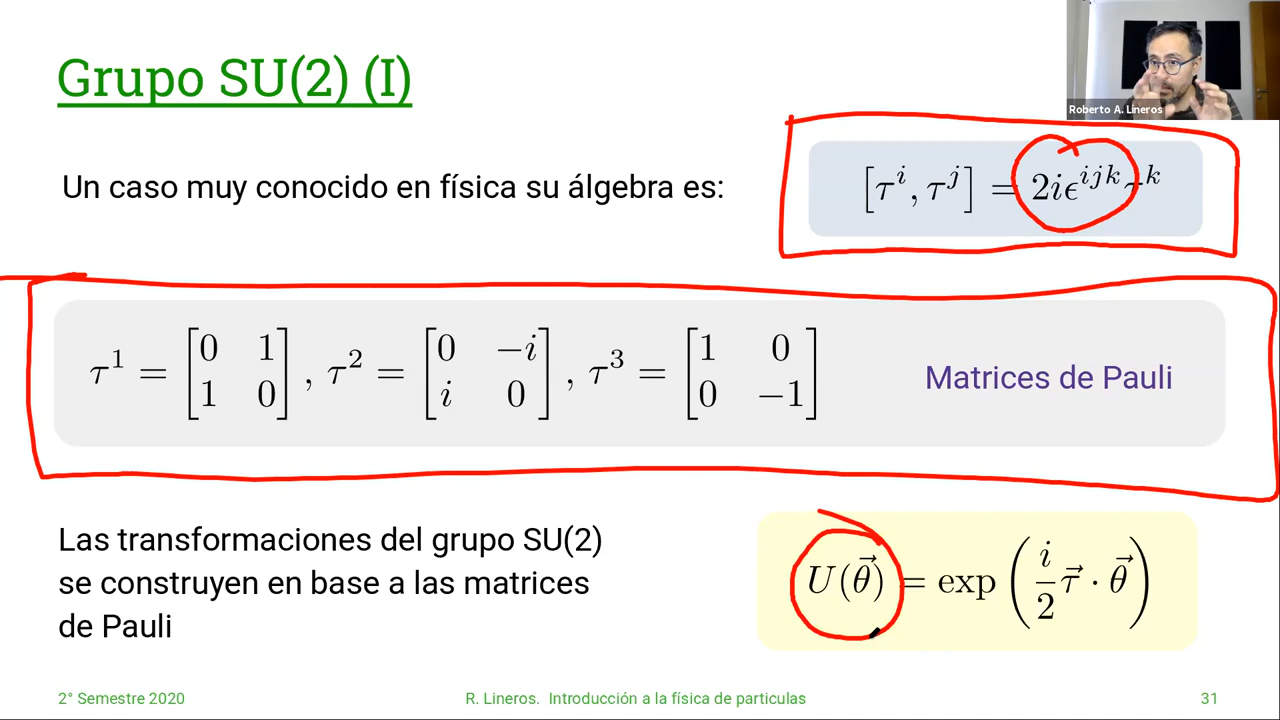 Grupo SU(2) (I)
Roberto A. Lineros
Un caso muy conocido en física su álgebra es:
[τ^i, τ^j] = 2iϵ^{ijk}τ^k
τ^1 = [0 1; 1 0], τ^2 = [0 −i; i 0], τ^3 = [1 0; 0 −1]
Matrices de Pauli
Las transformaciones del grupo SU(2)
se construyen en base a las matrices
de Pauli
U(θ⃗) = exp(i/2 τ⃗ · θ⃗)
2° Semestre 2020
R. Lineros. Introducción a la física de particulas
31